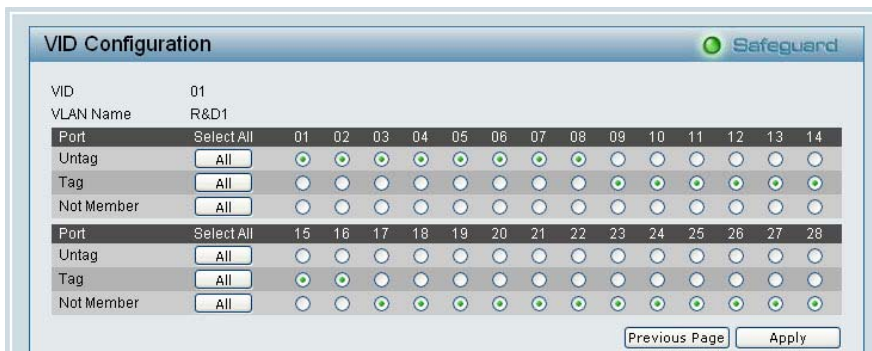 VID Configuration Safeguard
VID 01
VLAN Name R&D1
Port Select All 01 02 03 04 05 06 07 08 09 10 11 12 13 14
Untag All
Tag All
Not Member All
Port Select All 15 16 17 18 19 20 21 22 23 24 25 26 27 28
Untag All
Tag All
Not Member All
Previous Page Apply